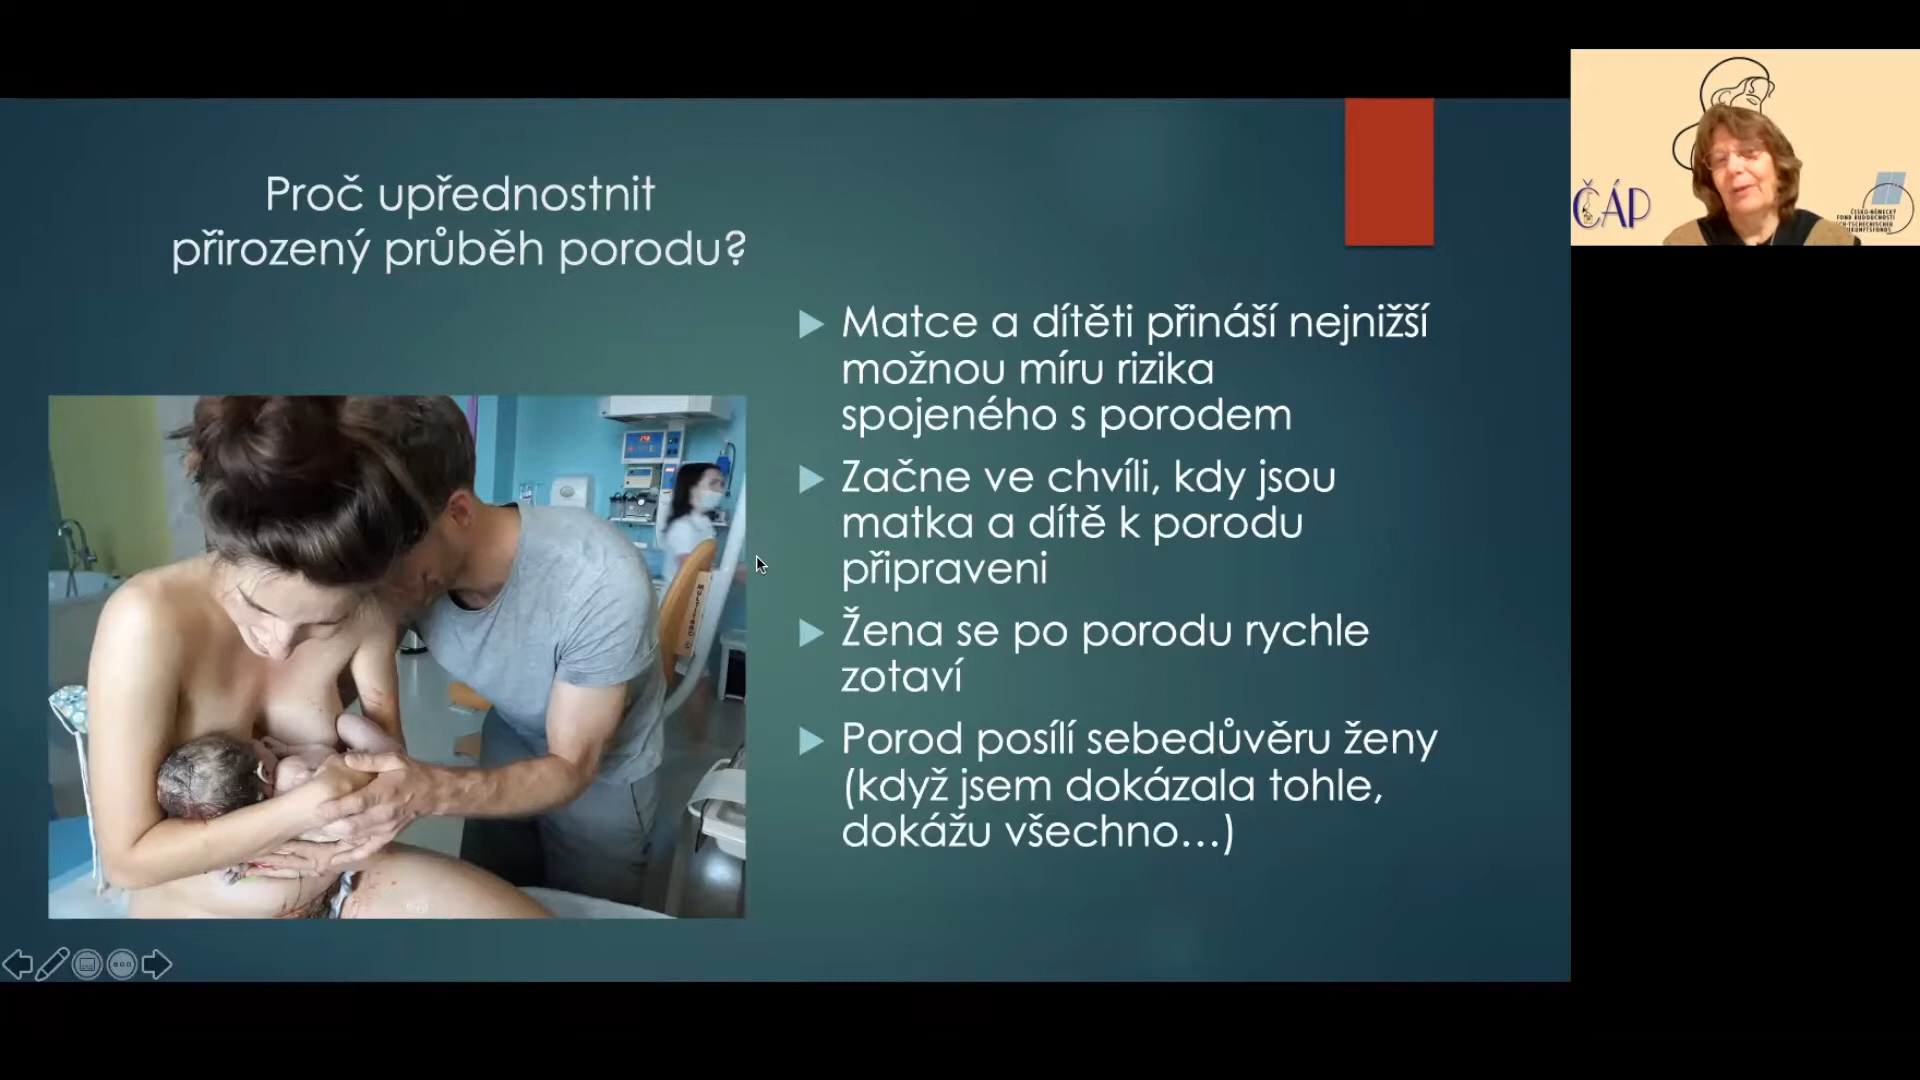 Proč upřednostnit
přirozený průběh porodu?
Matce a dítěti přináší nejnižší
možnou míru rizika
spojeného s porodem
Začne ve chvíli, kdy jsou
matka a dítě k porodu
připraveni
Žena se po porodu rychle
zotaví
Porod posílí sebedůvěru ženy
(když jsem dokázala tohle,
dokážu všechno...)
ČÁP
ČESKO-NĚMECKÝ
FOND BUDOUCNOSTI